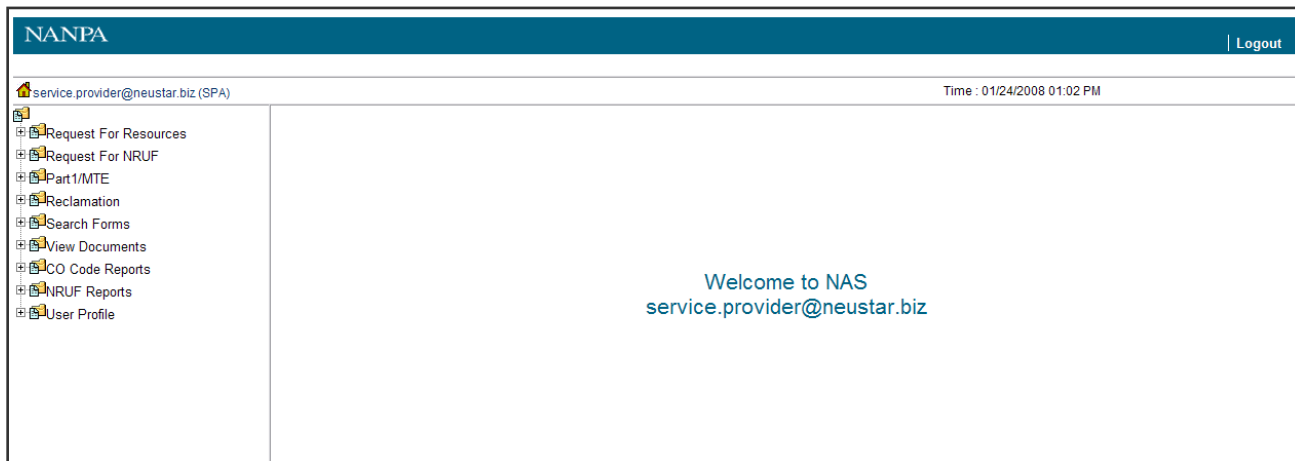 NANPA
Logout
service.provider@neustar.biz (SPA)
Time : 01/24/2008 01:02 PM
Request For Resources
Request For NRUF
Part1/MTE
Reclamation
Search Forms
View Documents
CO Code Reports
NRUF Reports
User Profile
Welcome to NAS
service.provider@neustar.biz